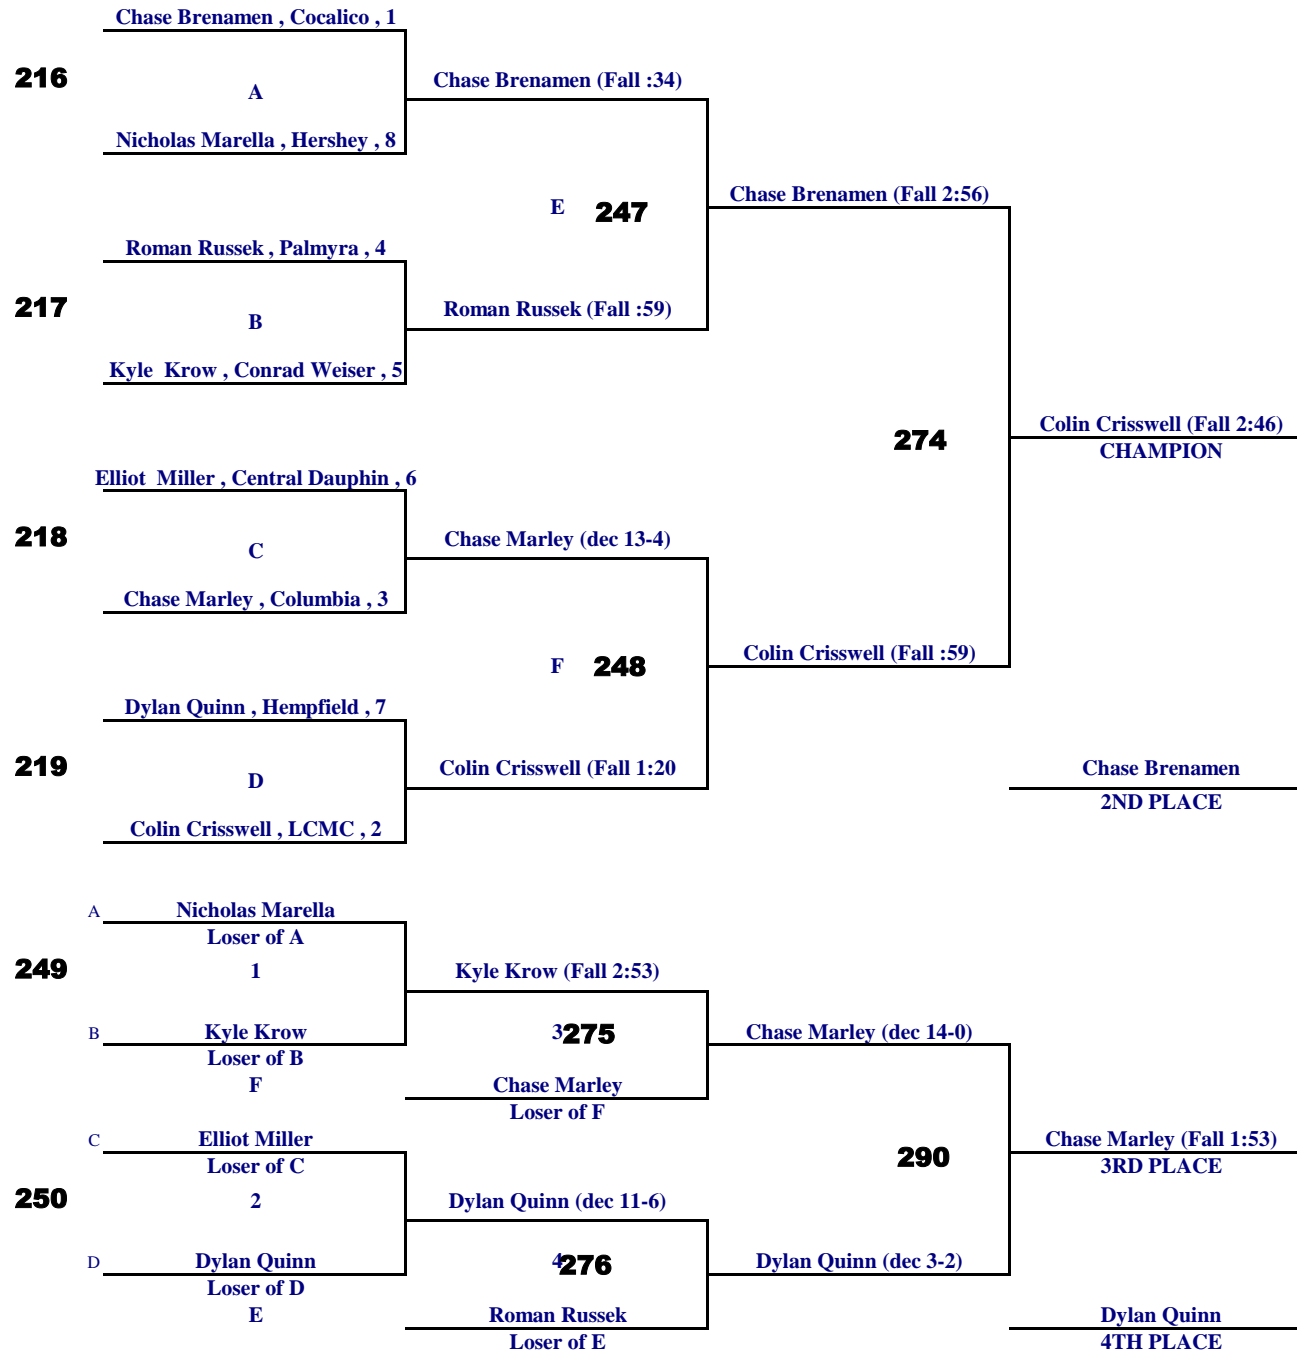 Chase Brenamen , Cocalico , 1
216
A
Chase Brenamen (Fall :34)
Nicholas Marella , Hershey , 8
E 247
Chase Brenamen (Fall 2:56)
Roman Russek , Palmyra , 4
217
B
Roman Russek (Fall :59)
Kyle Krow , Conrad Weiser , 5
274
Colin Crisswell (Fall 2:46)
CHAMPION
Elliot Miller , Central Dauphin , 6
218
C
Chase Marley (dec 13-4)
Chase Marley , Columbia , 3
F 248
Colin Crisswell (Fall :59)
Dylan Quinn , Hempfield , 7
219
D
Colin Crisswell (Fall 1:20
Colin Crisswell , LCMC , 2
Chase Brenamen
2ND PLACE
A Nicholas Marella
Loser of A
249
1
Kyle Krow (Fall 2:53)
B Kyle Krow
Loser of B
3 275
Chase Marley (dec 14-0)
F
Chase Marley
Loser of F
C Elliot Miller
Loser of C
290
Chase Marley (Fall 1:53)
3RD PLACE
250
2
Dylan Quinn (dec 11-6)
D Dylan Quinn
Loser of D
4 276
Dylan Quinn (dec 3-2)
E
Roman Russek
Loser of E
Dylan Quinn
4TH PLACE